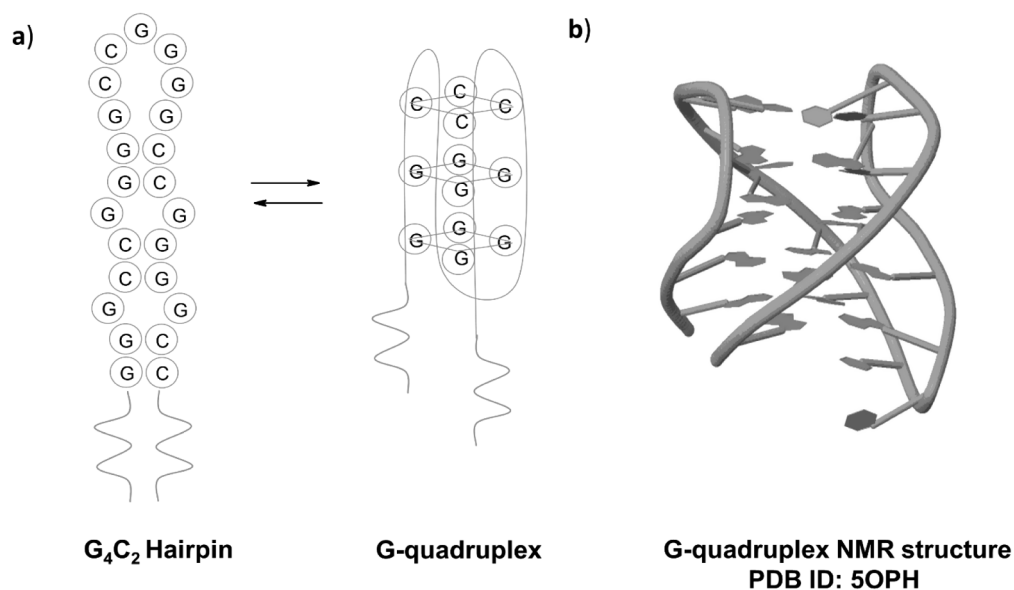 a)
G
C G
C G
G G
G C
G C
G G
C G
C G
G G
G C
G C
G₄C₂ Hairpin
C C C
C
G G G
G
G G G
G
G-quadruplex
b)
G-quadruplex NMR structure
PDB ID: 5OPH